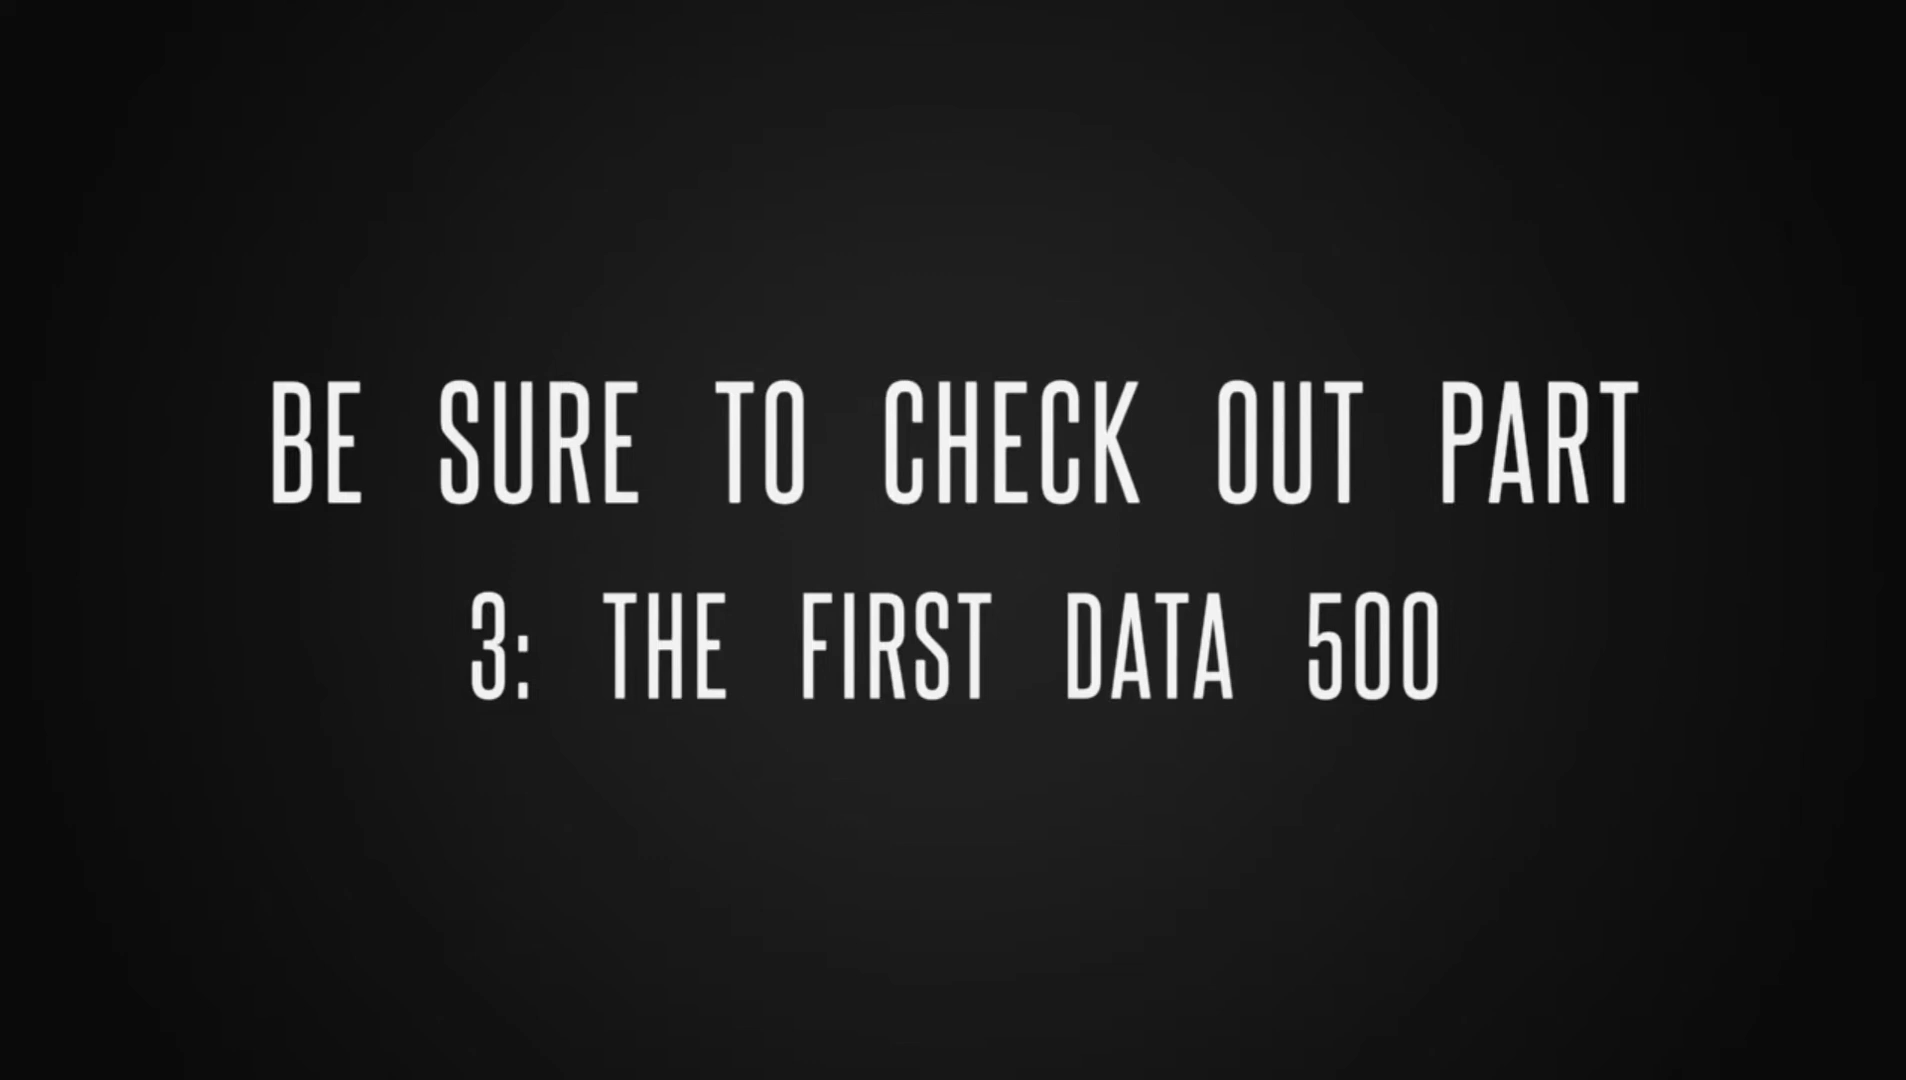 BE SURE TO CHECK OUT PART
3: THE FIRST DATA 500